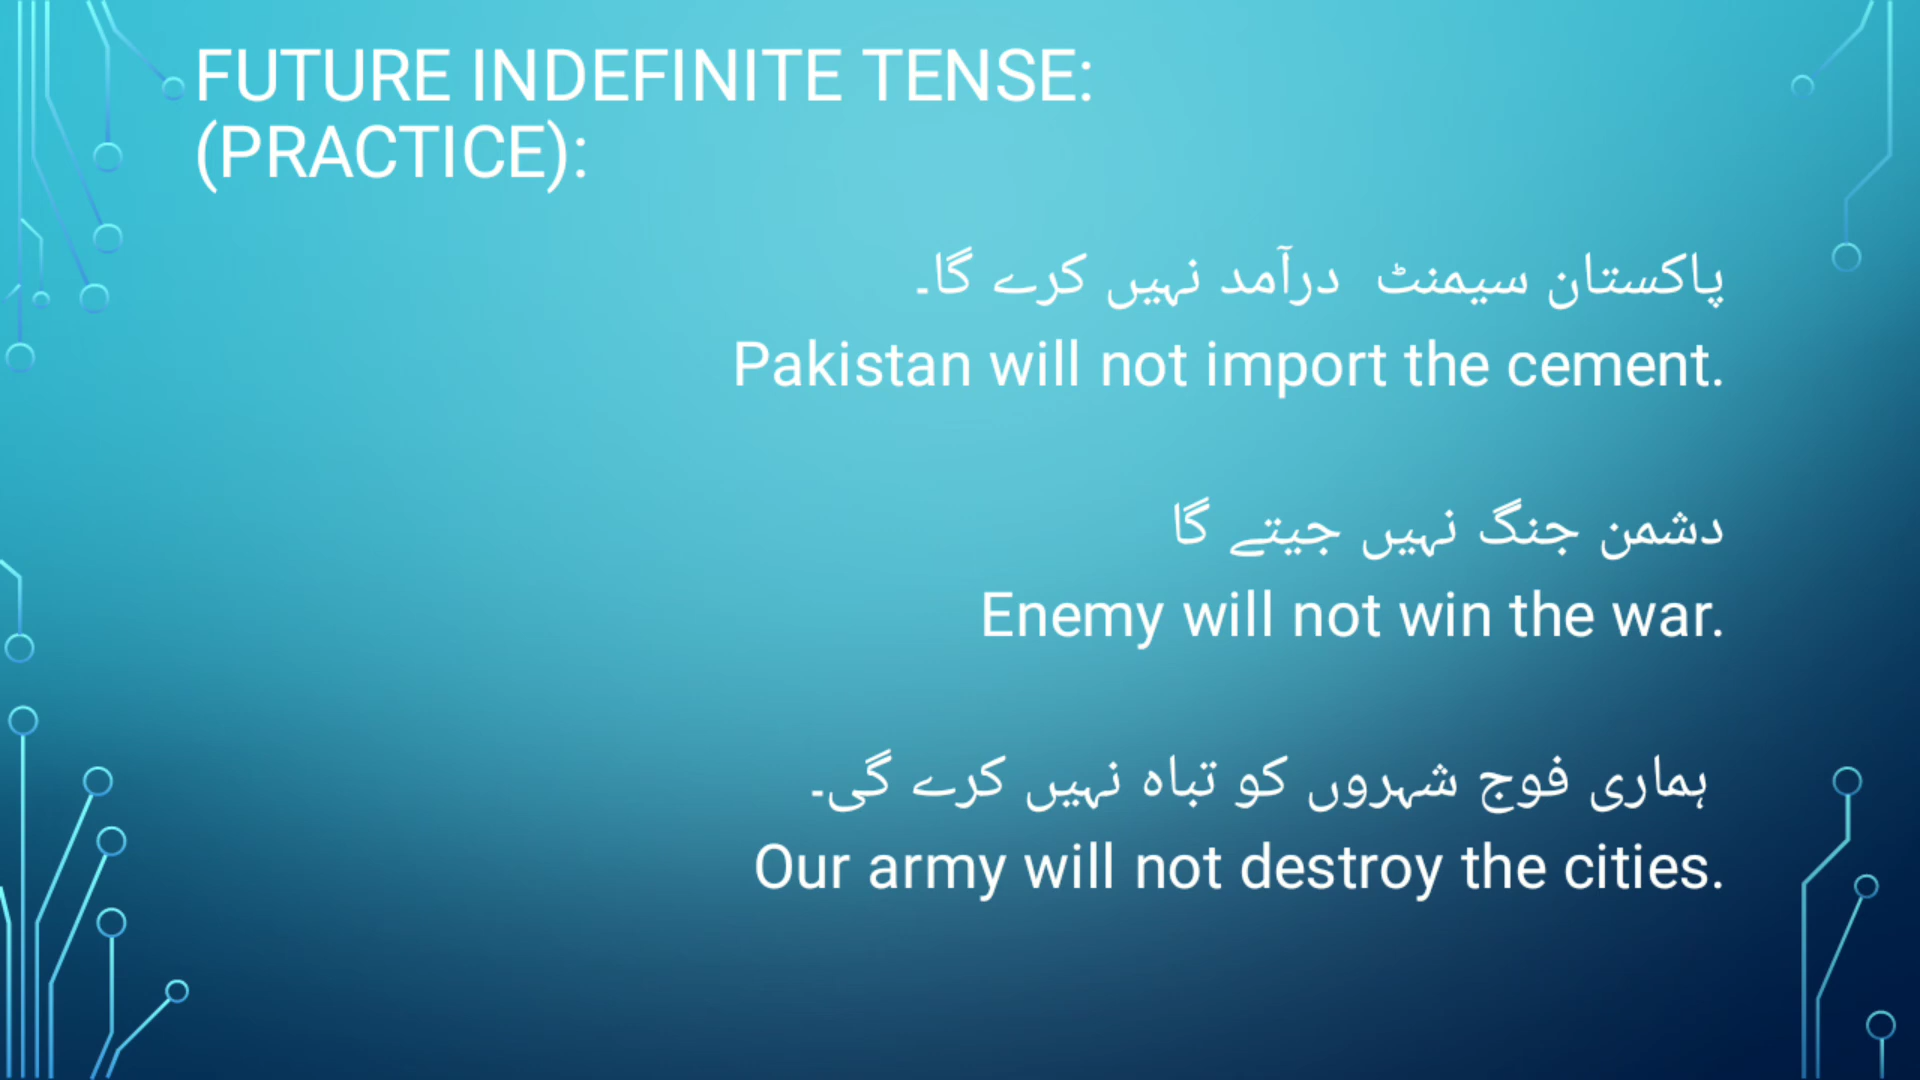 FUTURE INDEFINITE TENSE:
(PRACTICE):
پاکستان سیمنٹ درآمد نہیں کرے گا۔
Pakistan will not import the cement.
دشمن جنگ نہیں جیتے گا
Enemy will not win the war.
ہماری فوج شہروں کو تباہ نہیں کرے گی۔
Our army will not destroy the cities.